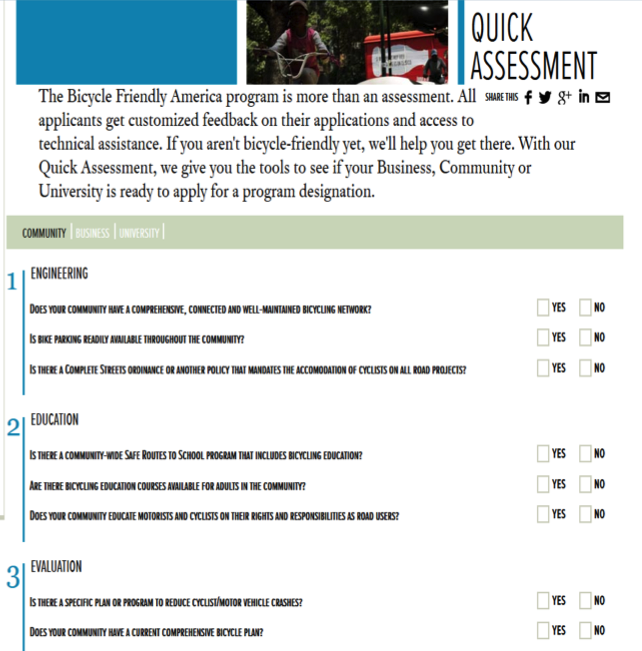 QUICK
ASSESSMENT
The Bicycle Friendly America program is more than an assessment. All
SHARE THIS
applicants get customized feedback on their applications and access to
technical assistance. If you aren't bicycle-friendly yet, we'll help you get there. With our
Quick Assessment, we give you the tools to see if your Business, Community or
University is ready to apply for a program designation.
COMMUNITY | BUSINESS | UNIVERSITY |
1 ENGINEERING
DOES YOUR COMMUNITY HAVE A COMPREHENSIVE, CONNECTED AND WELL-MAINTAINED BICYCLING NETWORK? YES NO
IS BIKE PARKING READILY AVAILABLE THROUGHOUT THE COMMUNITY? YES NO
IS THERE A COMPLETE STREETS ORDINANCE OR ANOTHER POLICY THAT MANDATES THE ACCOMODATION OF CYCLISTS ON ALL ROAD PROJECTS? YES NO
2 EDUCATION
IS THERE A COMMUNITY-WIDE SAFE ROUTES TO SCHOOL PROGRAM THAT INCLUDES BICYCLING EDUCATION? YES NO
ARE THERE BICYCLING EDUCATION COURSES AVAILABLE FOR ADULTS IN THE COMMUNITY? YES NO
DOES YOUR COMMUNITY EDUCATE MOTORISTS AND CYCLISTS ON THEIR RIGHTS AND RESPONSIBILITIES AS ROAD USERS? YES NO
3 EVALUATION
IS THERE A SPECIFIC PLAN OR PROGRAM TO REDUCE CYCLIST/MOTOR VEHICLE CRASHES? YES NO
DOES YOUR COMMUNITY HAVE A CURRENT COMPREHENSIVE BICYCLE PLAN? YES NO